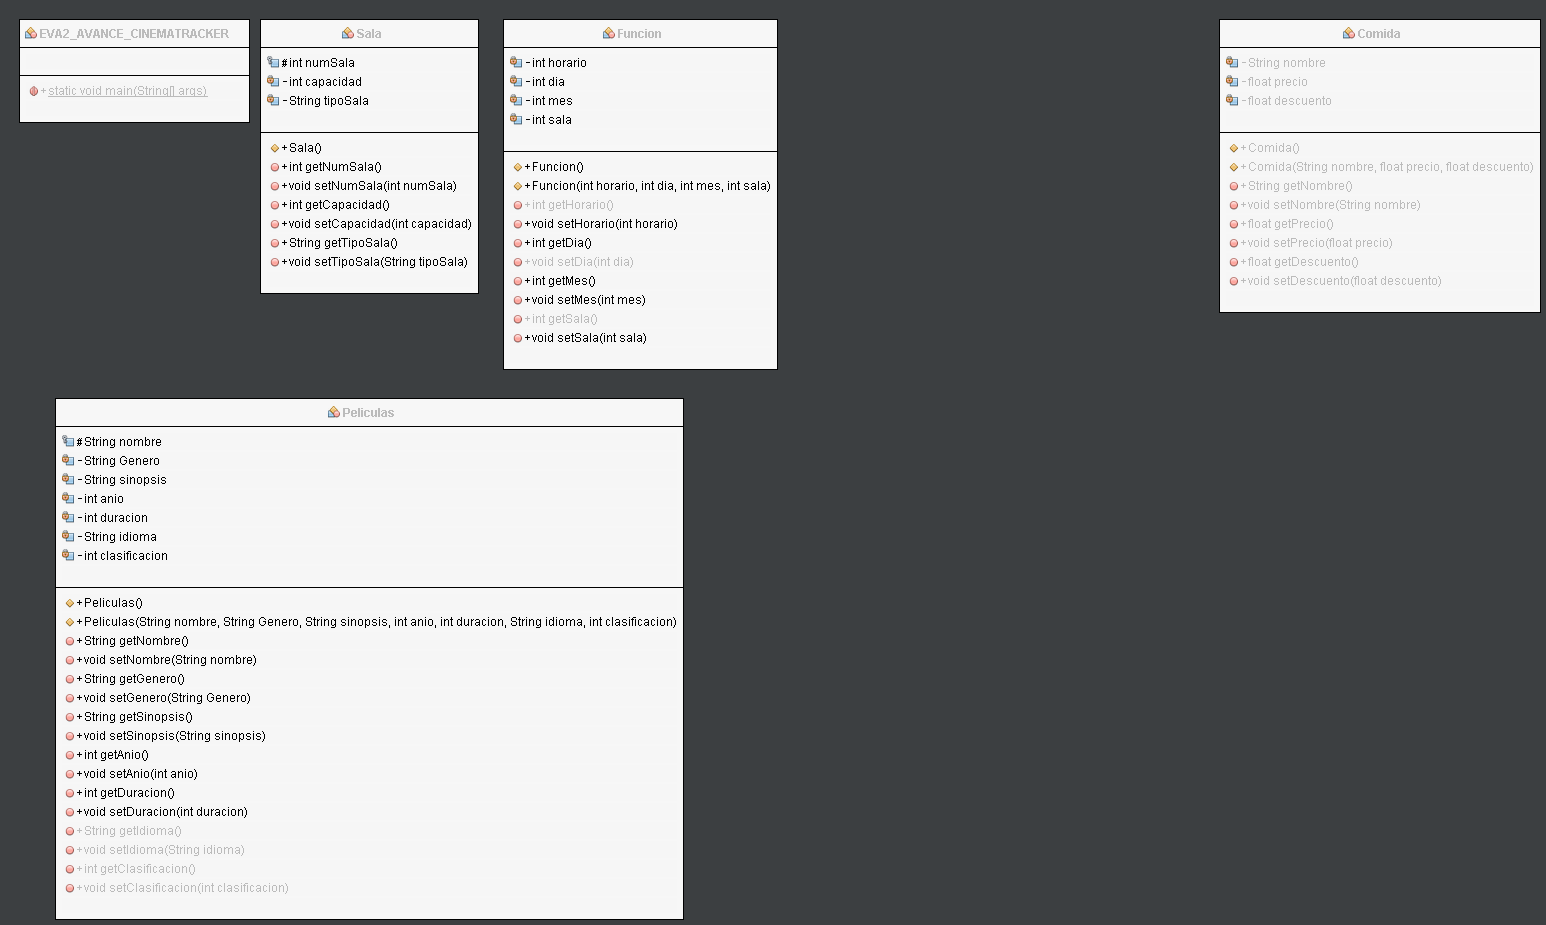 EVA2_AVANCE_CINEMATRACKER
+static void main(String[] args)
Sala
#int numSala
-int capacidad
-String tipoSala
+Sala()
+int getNumSala()
+void setNumSala(int numSala)
+int getCapacidad()
+void setCapacidad(int capacidad)
+String getTipoSala()
+void setTipoSala(String tipoSala)
Funcion
-int horario
-int dia
-int mes
-int sala
+Funcion()
+Funcion(int horario, int dia, int mes, int sala)
+int getHorario()
+void setHorario(int horario)
+int getDia()
+void setDia(int dia)
+int getMes()
+void setMes(int mes)
+int getSala()
+void setSala(int sala)
Comida
-String nombre
-float precio
-float descuento
+Comida()
+Comida(String nombre, float precio, float descuento)
+String getNombre()
+void setNombre(String nombre)
+float getPrecio()
+void setPrecio(float precio)
+float getDescuento()
+void setDescuento(float descuento)
Peliculas
#String nombre
-String Genero
-String sinopsis
-int anio
-int duracion
-String idioma
-int clasificacion
+Peliculas()
+Peliculas(String nombre, String Genero, String sinopsis, int anio, int duracion, String idioma, int clasificacion)
+String getNombre()
+void setNombre(String nombre)
+String getGenero()
+void setGenero(String Genero)
+String getSinopsis()
+void setSinopsis(String sinopsis)
+int getAnio()
+void setAnio(int anio)
+int getDuracion()
+void setDuracion(int duracion)
+String getIdioma()
+void setIdioma(String idioma)
+int getClasificacion()
+void setClasificacion(int clasificacion)